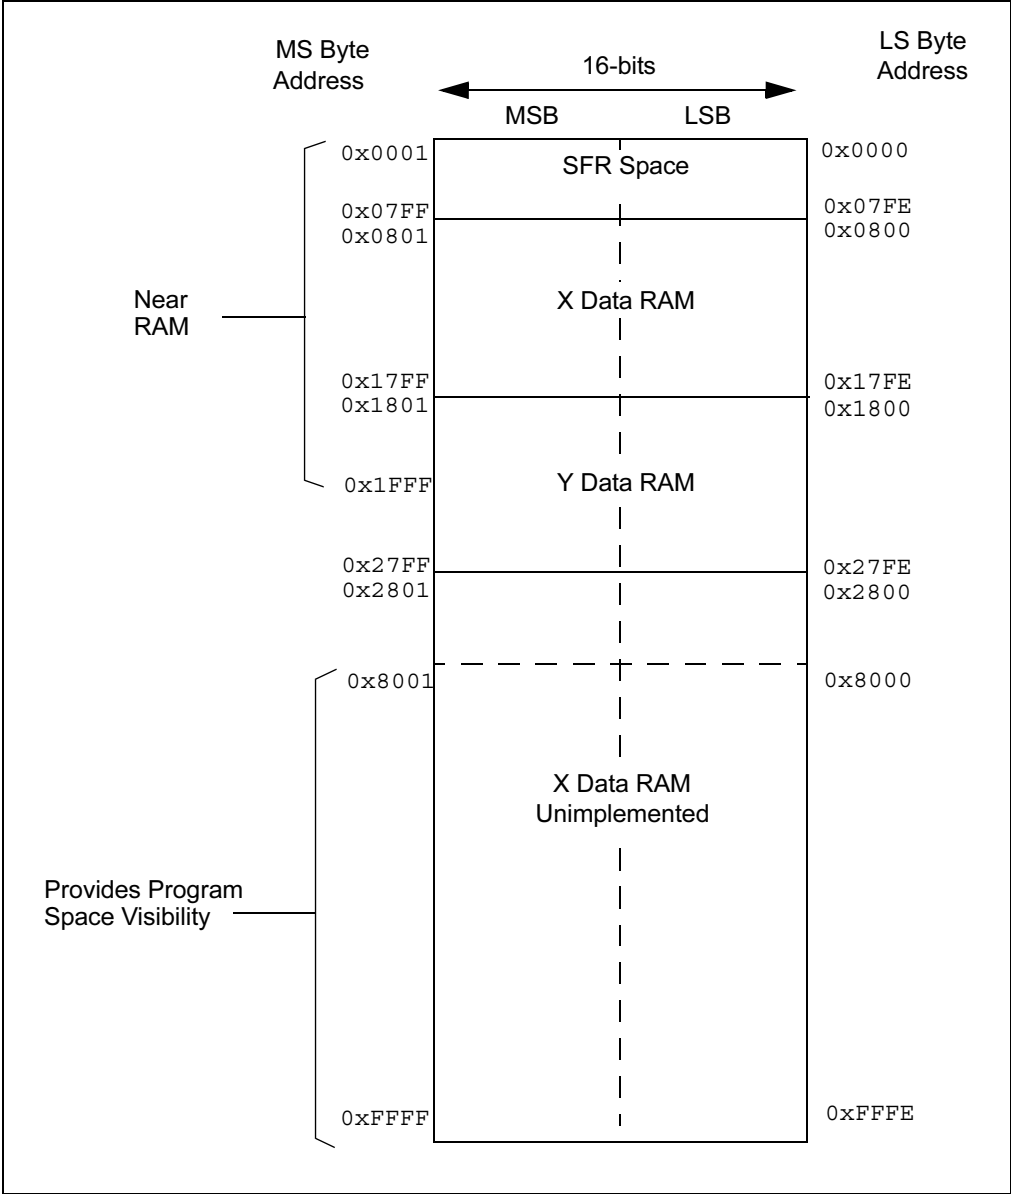 MS Byte
Address
LS Byte
Address
16-bits
MSB LSB
0x0001 SFR Space 0x0000
0x07FF 0x07FE
0x0801 0x0800
Near
RAM
X Data RAM
0x17FF 0x17FE
0x1801 0x1800
0x1FFF Y Data RAM
0x27FF 0x27FE
0x2801 0x2800
0x8001 0x8000
X Data RAM
Unimplemented
Provides Program
Space Visibility
0xFFFF 0xFFFE